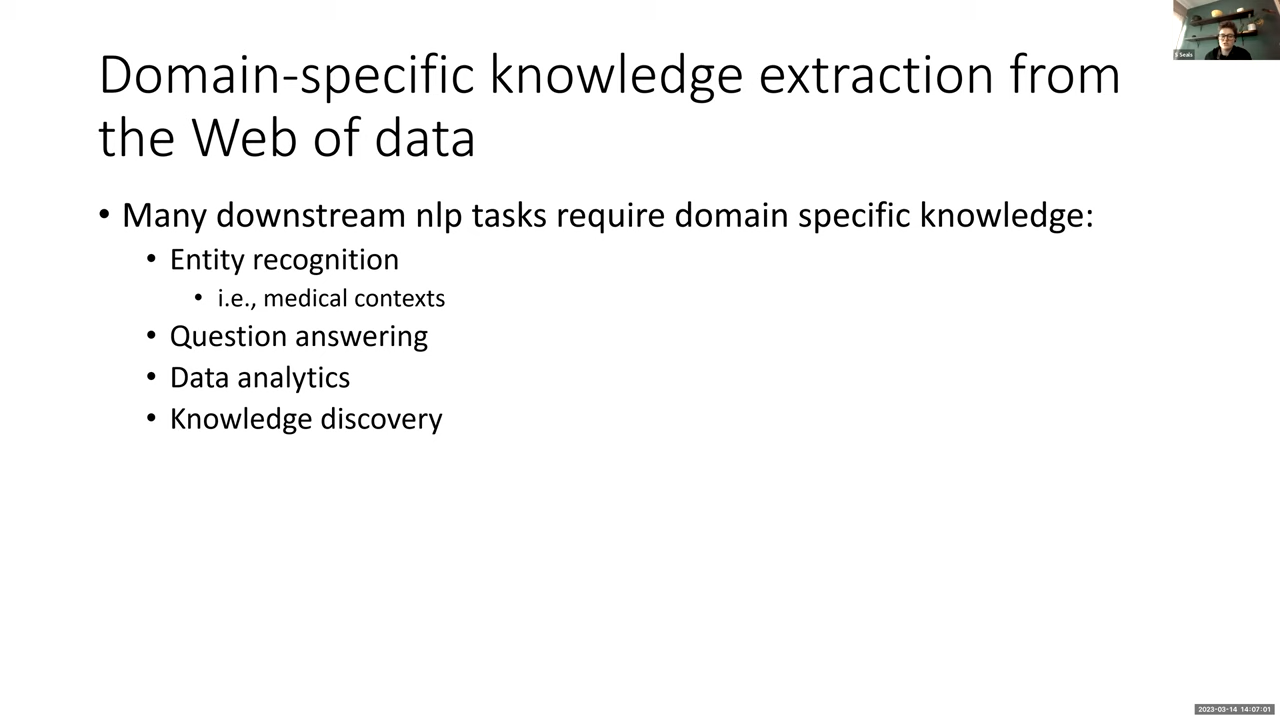 Domain-specific knowledge extraction from
the Web of data
• Many downstream nlp tasks require domain specific knowledge:
• Entity recognition
• i.e., medical contexts
• Question answering
• Data analytics
• Knowledge discovery
S Seals
2023-03-14 14:07:01